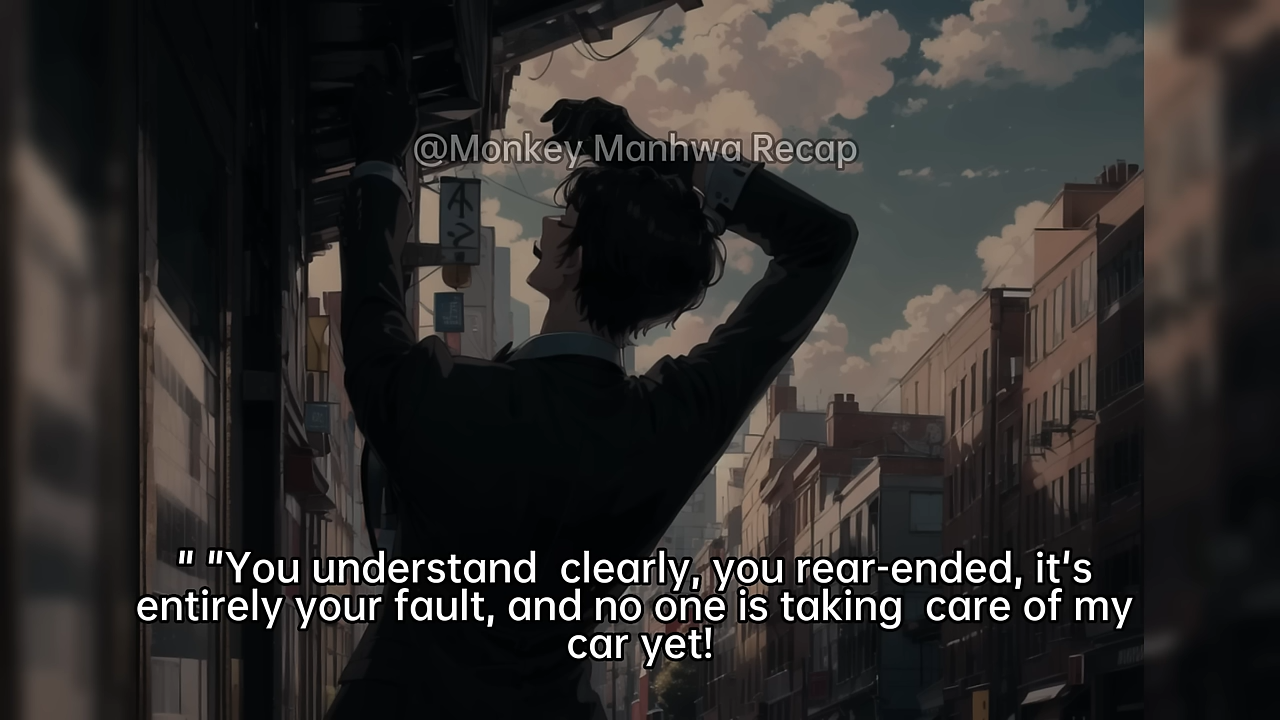 @Monkey Manhwa Recap
" "You understand  clearly, you rear-ended, it's
entirely your fault, and no one is taking  care of my
car yet!